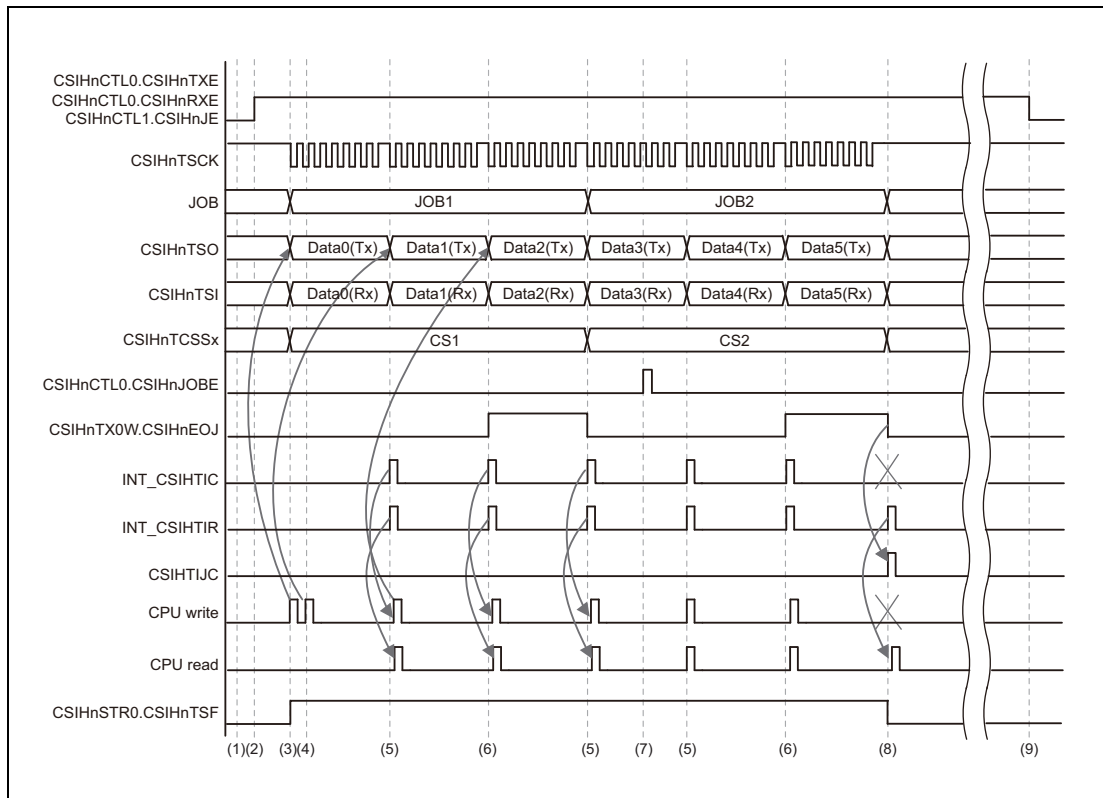 CSIHnCTL0.CSIHnTXE
CSIHnCTL0.CSIHnRXE
CSIHnCTL1.CSIHnJE
CSIHnTSCK
JOB JOB1 JOB2
CSIHnTSO Data0(Tx) Data1(Tx) Data2(Tx) Data3(Tx) Data4(Tx) Data5(Tx)
CSIHnTSI Data0(Rx) Data1(Rx) Data2(Rx) Data3(Rx) Data4(Rx) Data5(Rx)
CSIHnTCSSx CS1 CS2
CSIHnCTL0.CSIHnJOBE
CSIHnTX0W.CSIHnEOJ
INT_CSIHTIC
INT_CSIHTIR
CSIHTIJC
CPU write
CPU read
CSIHnSTR0.CSIHnTSF
(1)(2) (3)(4) (5) (6) (5) (7) (5) (6) (8) (9)